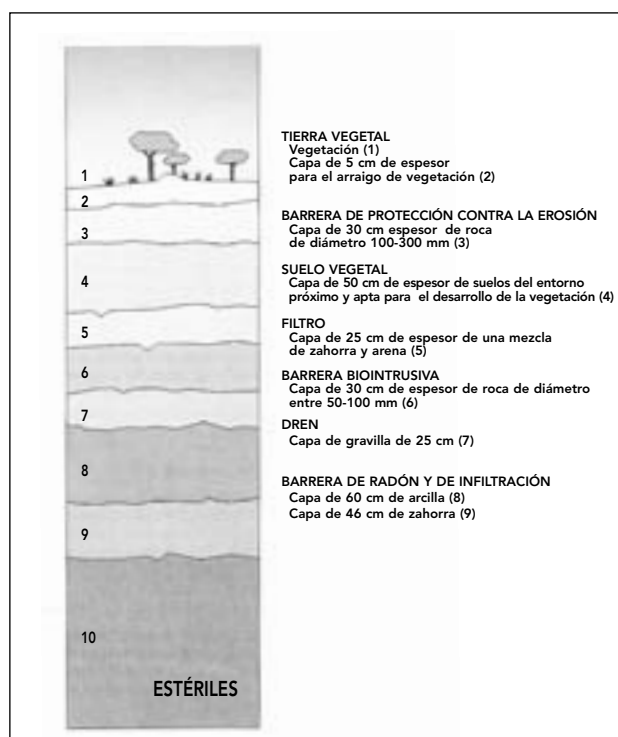 TIERRA VEGETAL
Vegetación (1)
Capa de 5 cm de espesor
para el arraigo de vegetación (2)
BARRERA DE PROTECCIÓN CONTRA LA EROSIÓN
Capa de 30 cm espesor de roca
de diámetro 100-300 mm (3)
SUELO VEGETAL
Capa de 50 cm de espesor de suelos del entorno
próximo y apta para el desarrollo de la vegetación (4)
FILTRO
Capa de 25 cm de espesor de una mezcla
de zahorra y arena (5)
BARRERA BIOINTRUSIVA
Capa de 30 cm de espesor de roca de diámetro
entre 50-100 mm (6)
DREN
Capa de gravilla de 25 cm (7)
BARRERA DE RADÓN Y DE INFILTRACIÓN
Capa de 60 cm de arcilla (8)
Capa de 46 cm de zahorra (9)
1
2
3
4
5
6
7
8
9
10
ESTÉRILES